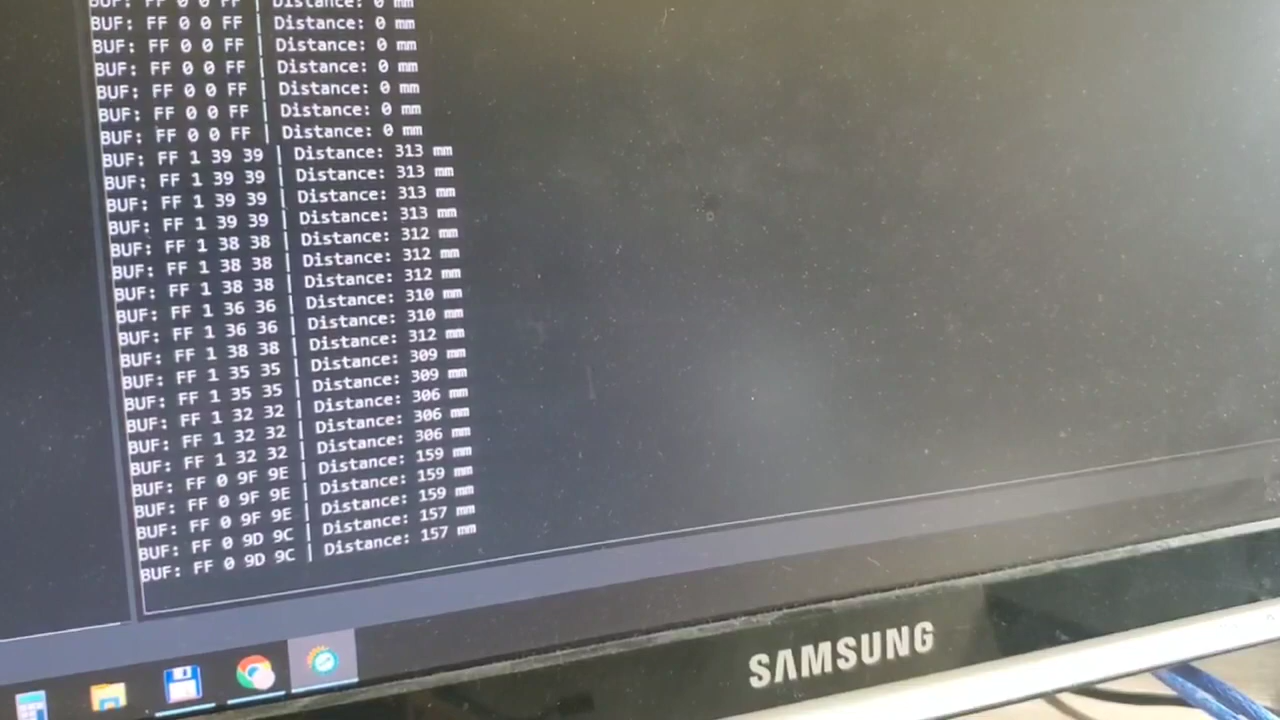 BUF: FF 0 0 FF | Distance: 0 mm
BUF: FF 0 0 FF | Distance: 0 mm
BUF: FF 0 0 FF | Distance: 0 mm
BUF: FF 0 0 FF | Distance: 0 mm
BUF: FF 0 0 FF | Distance: 0 mm
BUF: FF 0 0 FF | Distance: 0 mm
BUF: FF 0 0 FF | Distance: 0 mm
BUF: FF 1 39 39 | Distance: 313 mm
BUF: FF 1 39 39 | Distance: 313 mm
BUF: FF 1 39 39 | Distance: 313 mm
BUF: FF 1 39 39 | Distance: 313 mm
BUF: FF 1 38 38 | Distance: 312 mm
BUF: FF 1 38 38 | Distance: 312 mm
BUF: FF 1 38 38 | Distance: 312 mm
BUF: FF 1 36 36 | Distance: 310 mm
BUF: FF 1 36 36 | Distance: 310 mm
BUF: FF 1 38 38 | Distance: 312 mm
BUF: FF 1 35 35 | Distance: 309 mm
BUF: FF 1 35 35 | Distance: 309 mm
BUF: FF 1 32 32 | Distance: 306 mm
BUF: FF 1 32 32 | Distance: 306 mm
BUF: FF 1 32 32 | Distance: 306 mm
BUF: FF 0 9F 9E | Distance: 159 mm
BUF: FF 0 9F 9E | Distance: 159 mm
BUF: FF 0 9F 9E | Distance: 159 mm
BUF: FF 0 9D 9C | Distance: 157 mm
BUF: FF 0 9D 9C | Distance: 157 mm
SAMSUNG